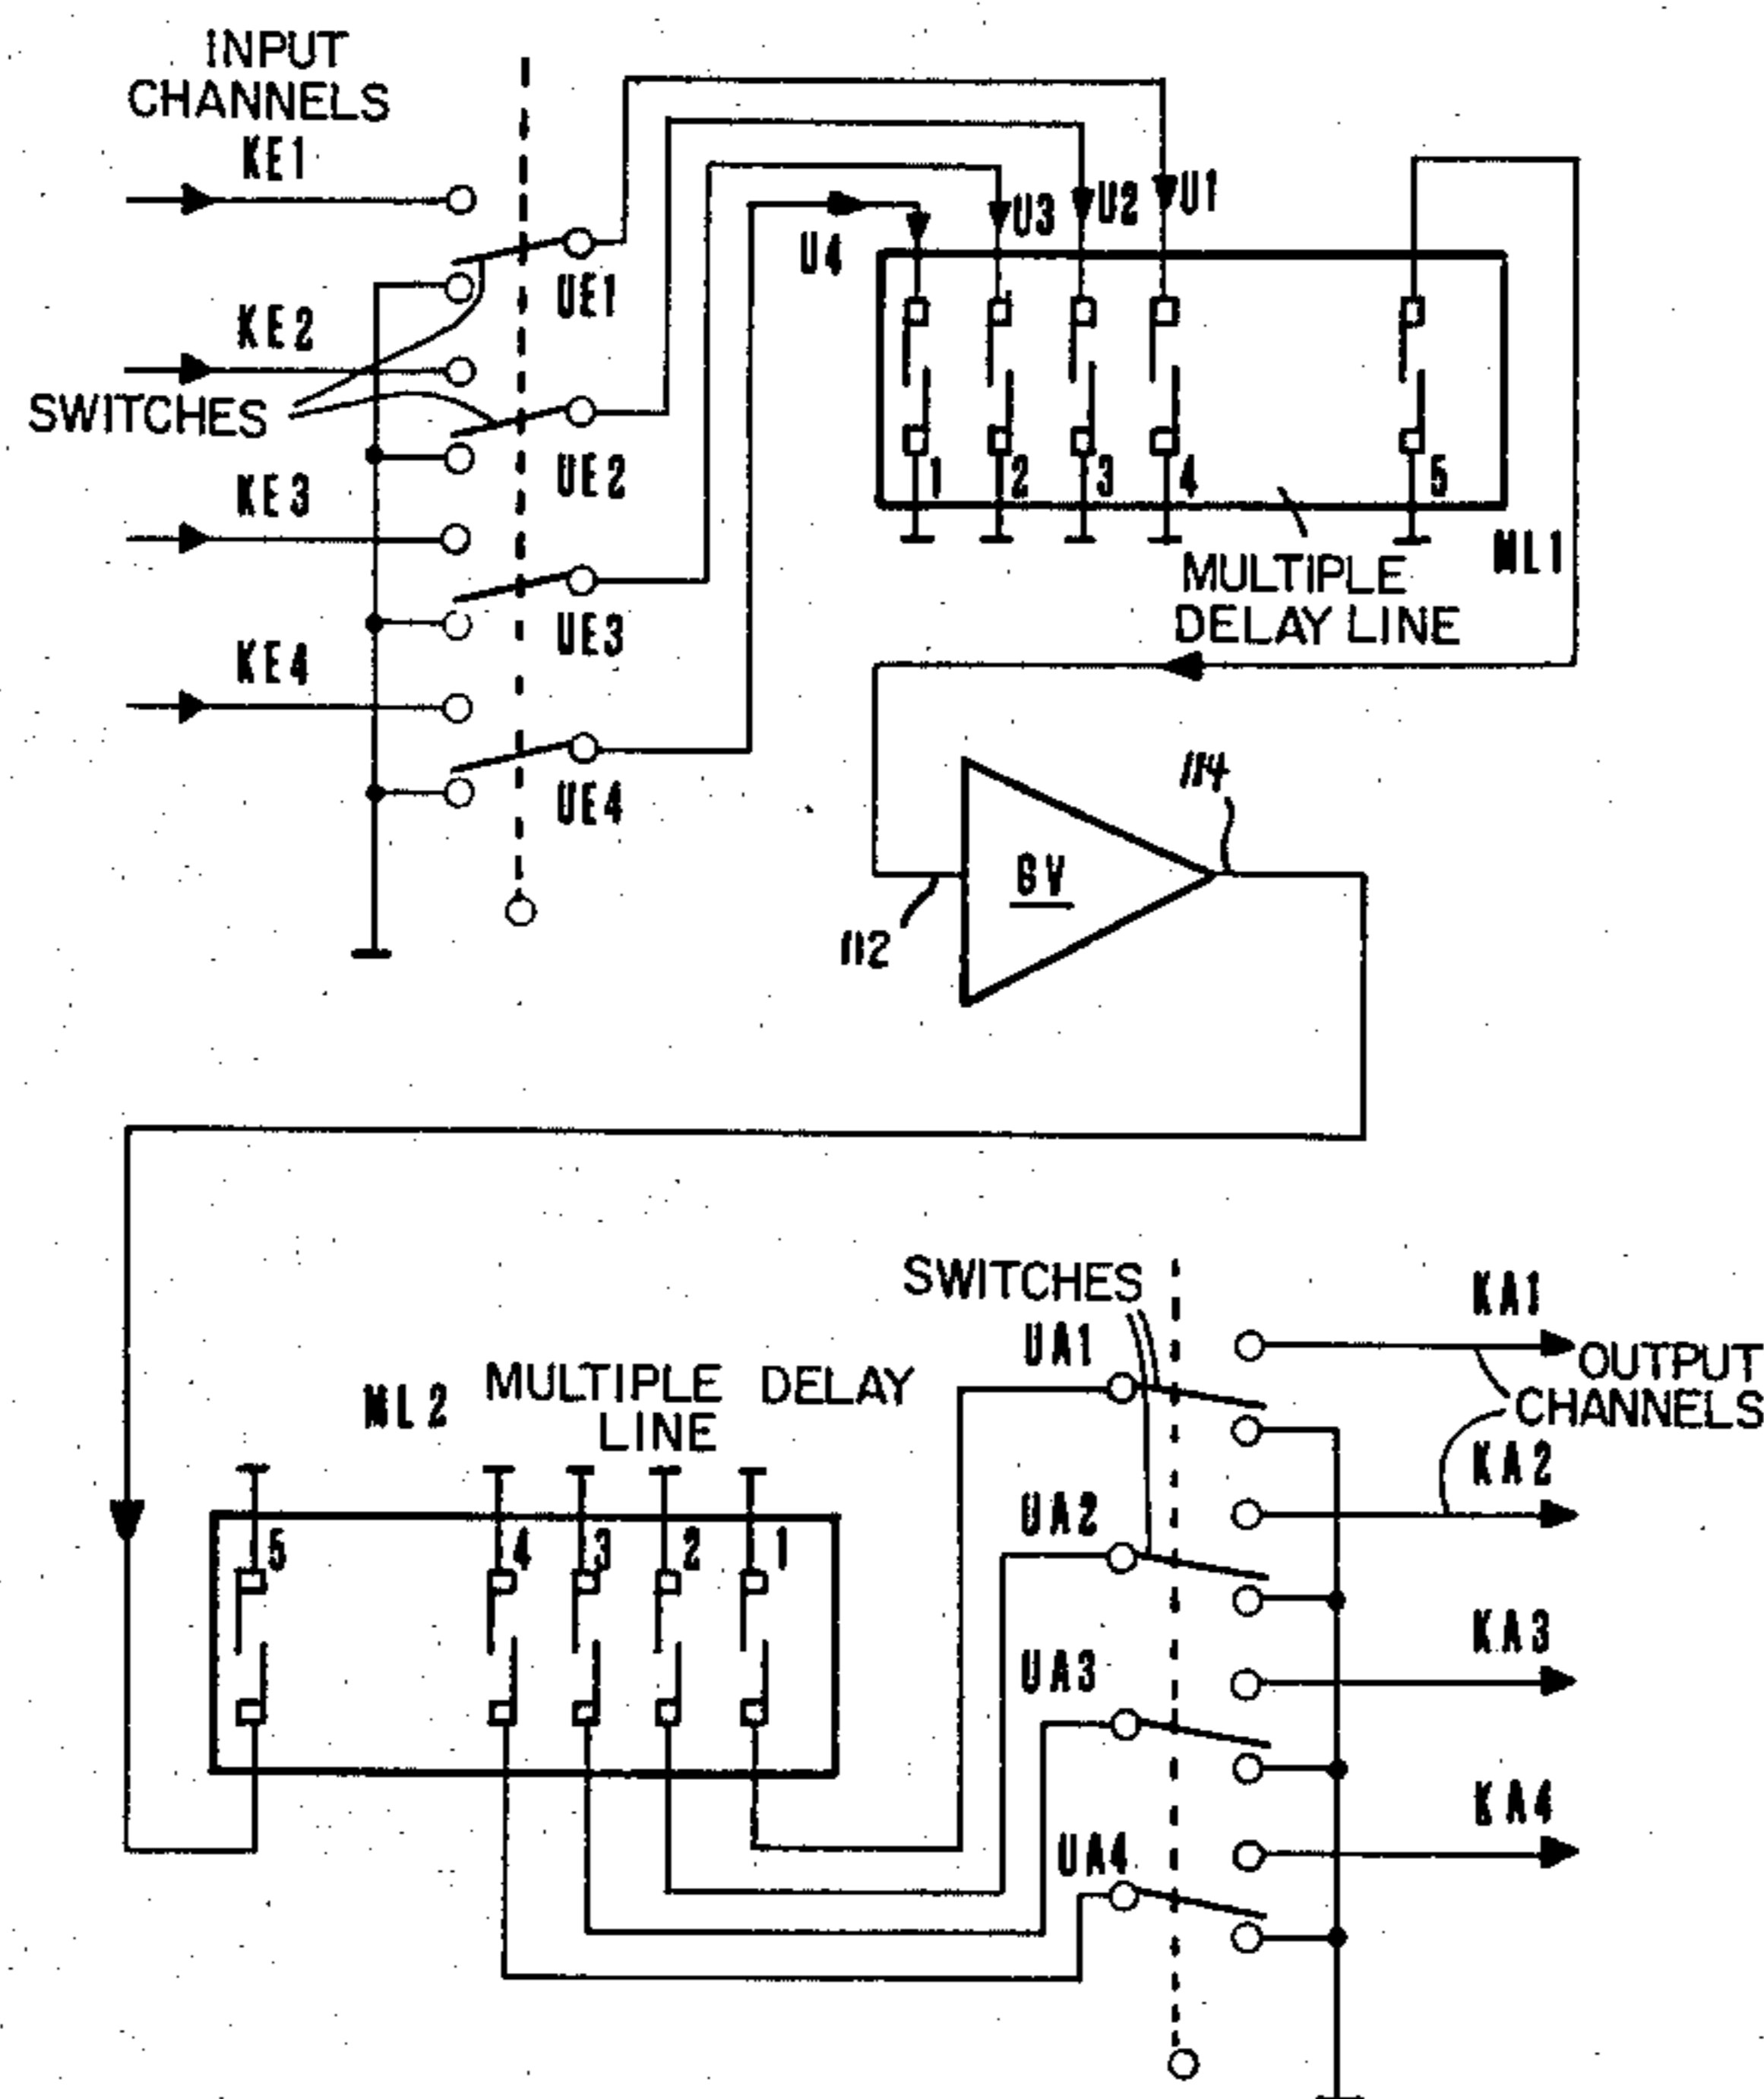 INPUT
CHANNELS
KE1
KE2
SWITCHES
KE3
KE4
UE1
UE2
UE3
UE4
U4
U3
U2
U1
1
2
3
4
5
ML1
MULTIPLE
DELAY LINE
112
GV
114
ML2
MULTIPLE DELAY
LINE
5
4
3
2
1
SWITCHES
UA1
UA2
UA3
UA4
KA1
OUTPUT
CHANNELS
KA2
KA3
KA4